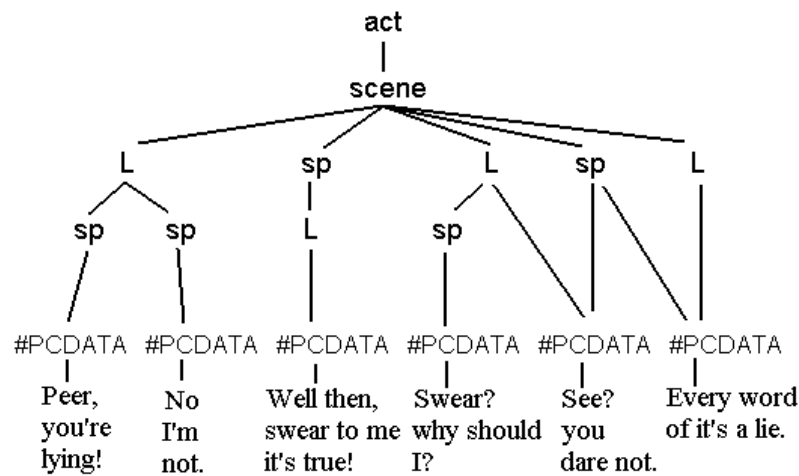 act
scene
L sp L sp L
sp sp L sp
#PCDATA #PCDATA #PCDATA #PCDATA #PCDATA #PCDATA
Peer,
you're
lying!
No
I'm
not.
Well then,
swear to me
it's true!
Swear?
why should
I?
See?
you
dare not.
Every word
of it's a lie.